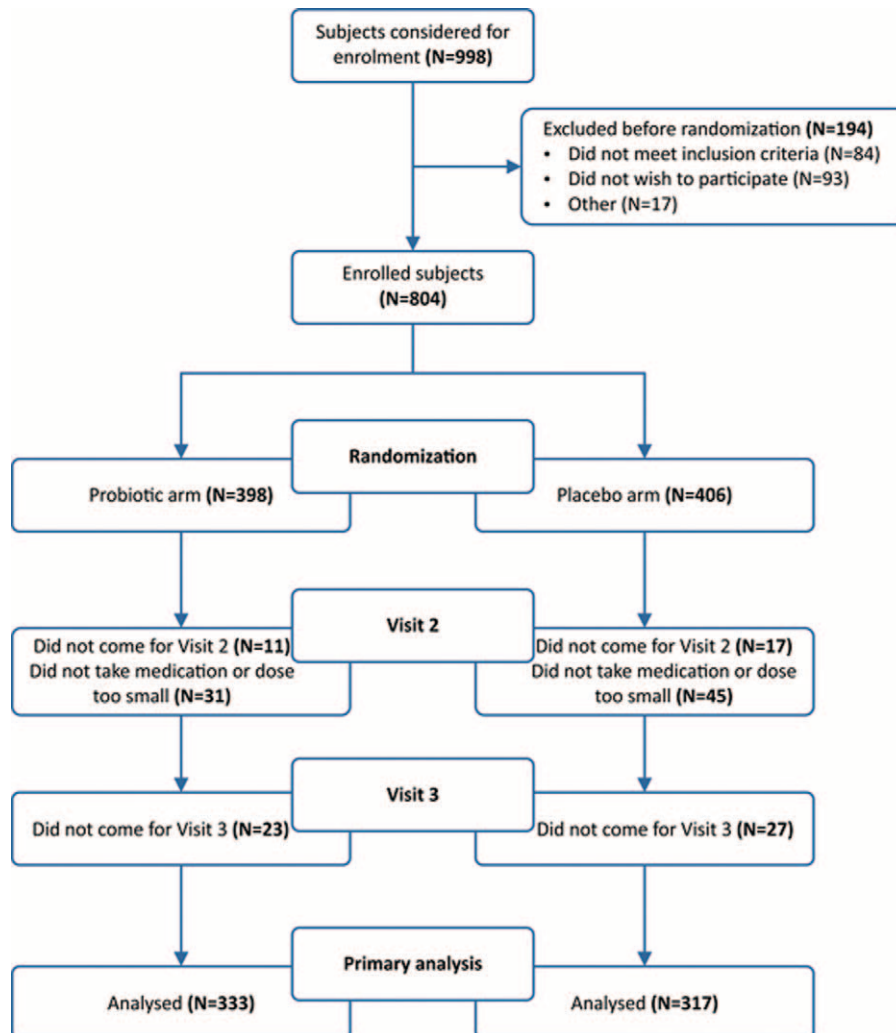 Subjects considered for
enrolment (N=998)
Excluded before randomization (N=194)
• Did not meet inclusion criteria (N=84)
• Did not wish to participate (N=93)
• Other (N=17)
Enrolled subjects
(N=804)
Randomization
Probiotic arm (N=398)
Placebo arm (N=406)
Visit 2
Did not come for Visit 2 (N=11)
Did not take medication or dose
too small (N=31)
Did not come for Visit 2 (N=17)
Did not take medication or dose
too small (N=45)
Visit 3
Did not come for Visit 3 (N=23)
Did not come for Visit 3 (N=27)
Primary analysis
Analysed (N=333)
Analysed (N=317)